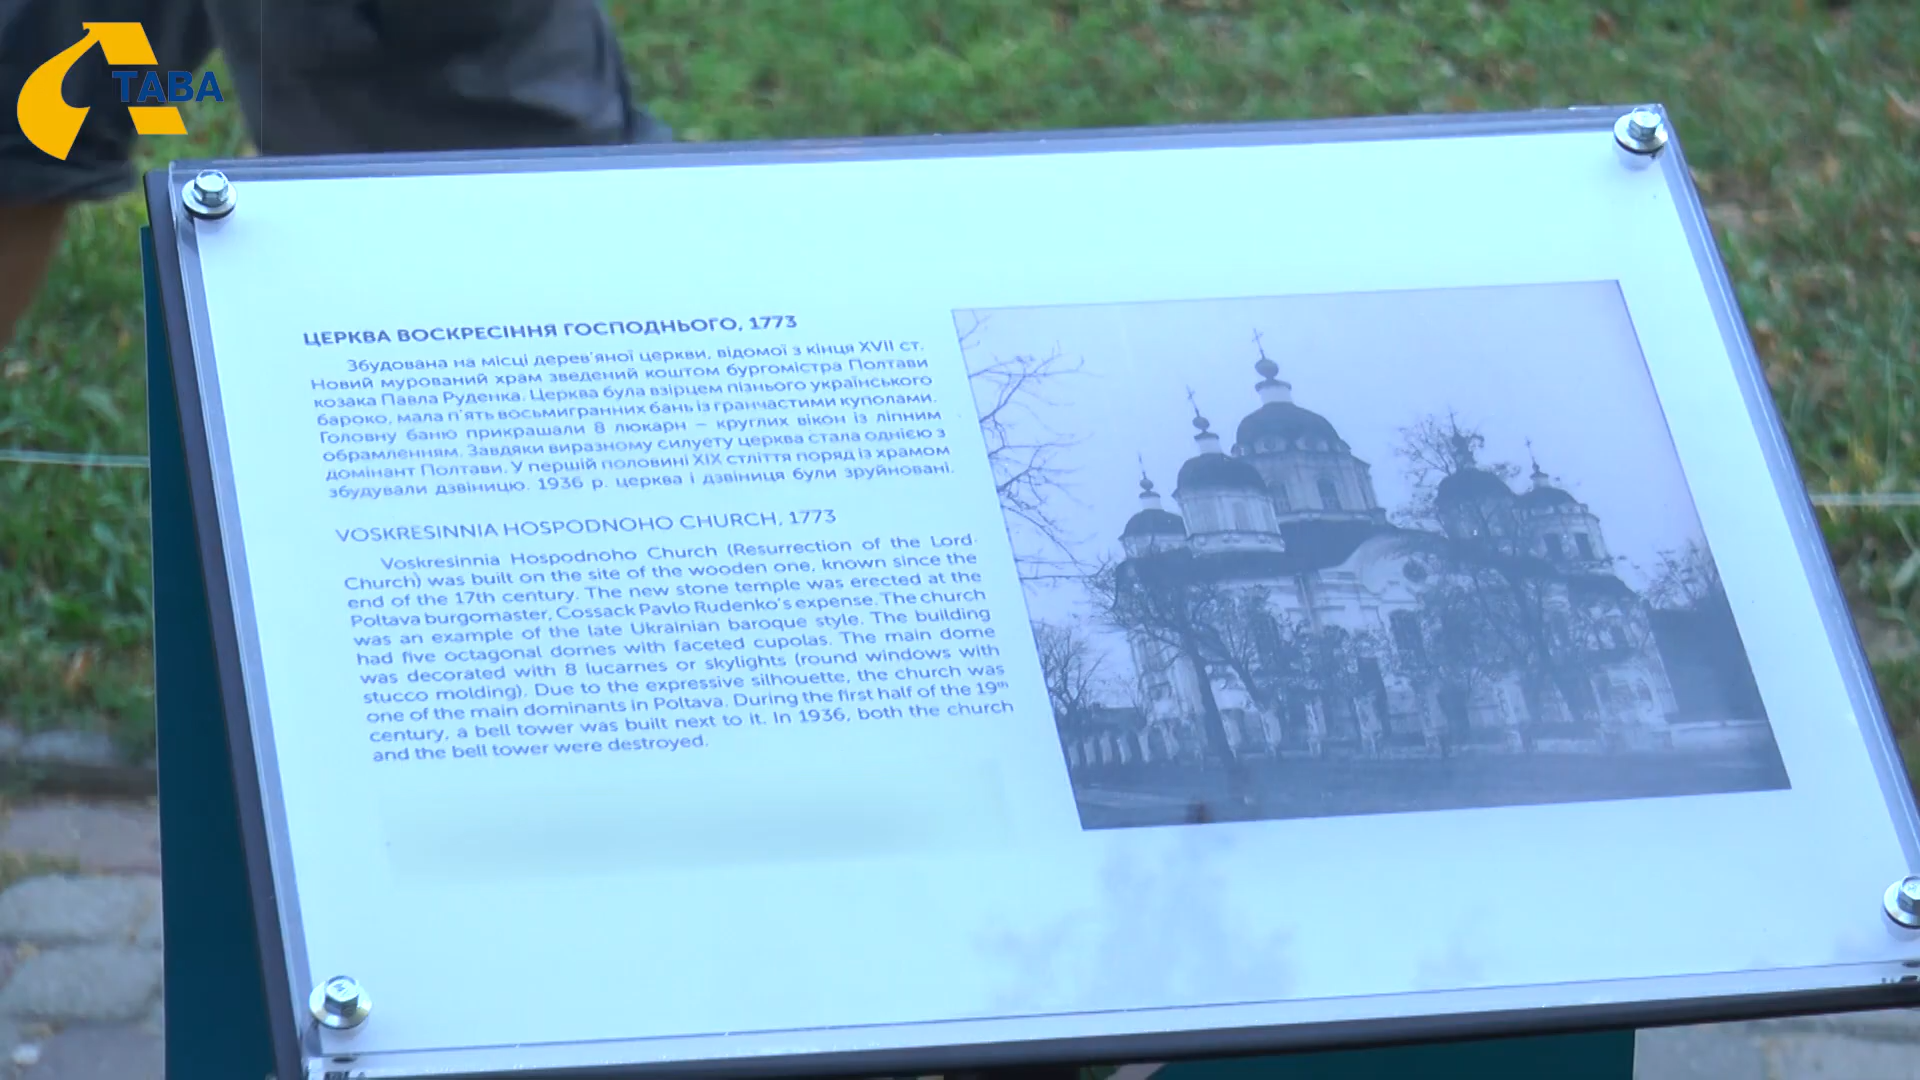 ТАВА
ЦЕРКВА ВОСКРЕСІННЯ ГОСПОДНЬОГО, 1773
Збудована на місці дерев'яної церкви, відомої з кінця XVII ст.
Новий мурований храм зведений коштом бургомістра Полтави
козака Павла Руденка. Церква була взірцем пізнього українського
бароко, мала п'ять восьмигранних бань із гранчастими куполами.
Головну баню прикрашали 8 люкарн – круглих вікон із ліпним
обрамленням. Завдяки виразному силуету церква стала однією з
домінант Полтави. У першій половині XIX стліття поряд із храмом
збудували дзвіницю. 1936 р. церква і дзвіниця були зруйновані.
VOSKRESINNIA HOSPODNOHO CHURCH, 1773
Voskresinnia Hospodnoho Church (Resurrection of the Lord
Church) was built on the site of the wooden one, known since the
end of the 17th century. The new stone temple was erected at the
Poltava burgomaster, Cossack Pavlo Rudenko's expense. The church
was an example of the late Ukrainian baroque style. The building
had five octagonal domes with faceted cupolas. The main dome
was decorated with 8 lucarnes or skylights (round windows with
stucco molding). Due to the expressive silhouette, the church was
one of the main dominants in Poltava. During the first half of the 19th
century, a bell tower was built next to it. In 1936, both the church
and the bell tower were destroyed.